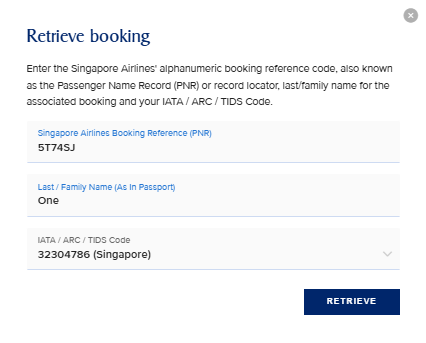 Retrieve booking
Enter the Singapore Airlines' alphanumeric booking reference code, also known
as the Passenger Name Record (PNR) or record locator, last/family name for the
associated booking and your IATA / ARC / TIDS Code.
Singapore Airlines Booking Reference (PNR)
5T74SJ
Last / Family Name (As In Passport)
One
IATA / ARC / TIDS Code
32304786 (Singapore)
RETRIEVE